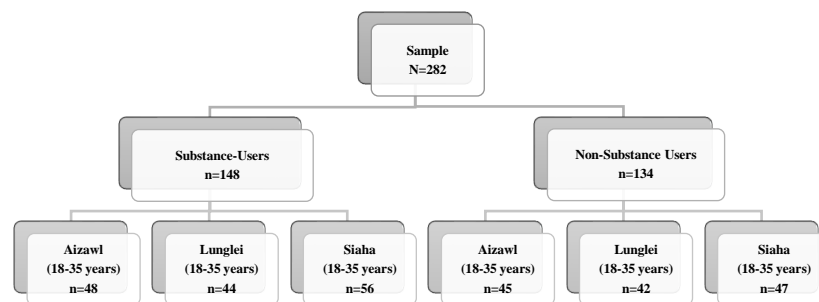 Sample
N=282
Substance-Users
n=148
Non-Substance Users
n=134
Aizawl
(18-35 years)
n=48
Lunglei
(18-35 years)
n=44
Siaha
(18-35 years)
n=56
Aizawl
(18-35 years)
n=45
Lunglei
(18-35 years)
n=42
Siaha
(18-35 years)
n=47